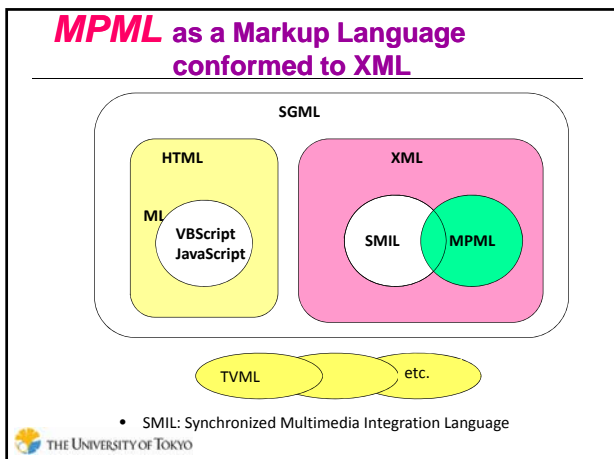 MPML as a Markup Language
conformed to XML
SGML
HTML
XML
ML
VBScript
JavaScript
SMIL
MPML
TVML
etc.
• SMIL: Synchronized Multimedia Integration Language
THE UNIVERSITY OF TOKYO